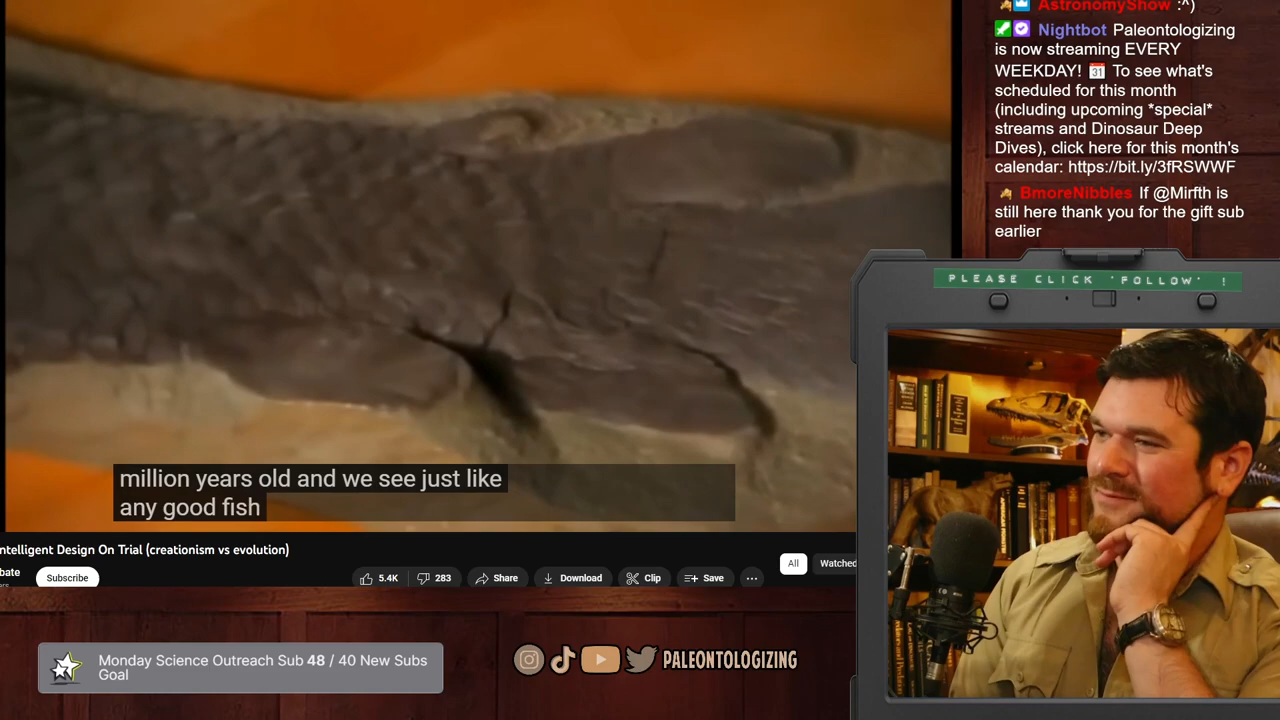 AstronomyShow :^)
Nightbot Paleontologizing
is now streaming EVERY
WEEKDAY! 31 To see what's
scheduled for this month
(including upcoming *special*
streams and Dinosaur Deep
Dives), click here for this month's
calendar: https://bit.ly/3fRSWWF
BmoreNibbles If @Mirfth is
still here thank you for the gift sub
earlier
PLEASE CLICK 'FOLLOW' !
million years old and we see just like
any good fish
ntelligent Design On Trial (creationism vs evolution)
bate
Subscribe
5.4K 283 Share Download Clip Save ...
All Watched
Monday Science Outreach Sub 48 / 40 New Subs
Goal
PALEONTOLOGIZING